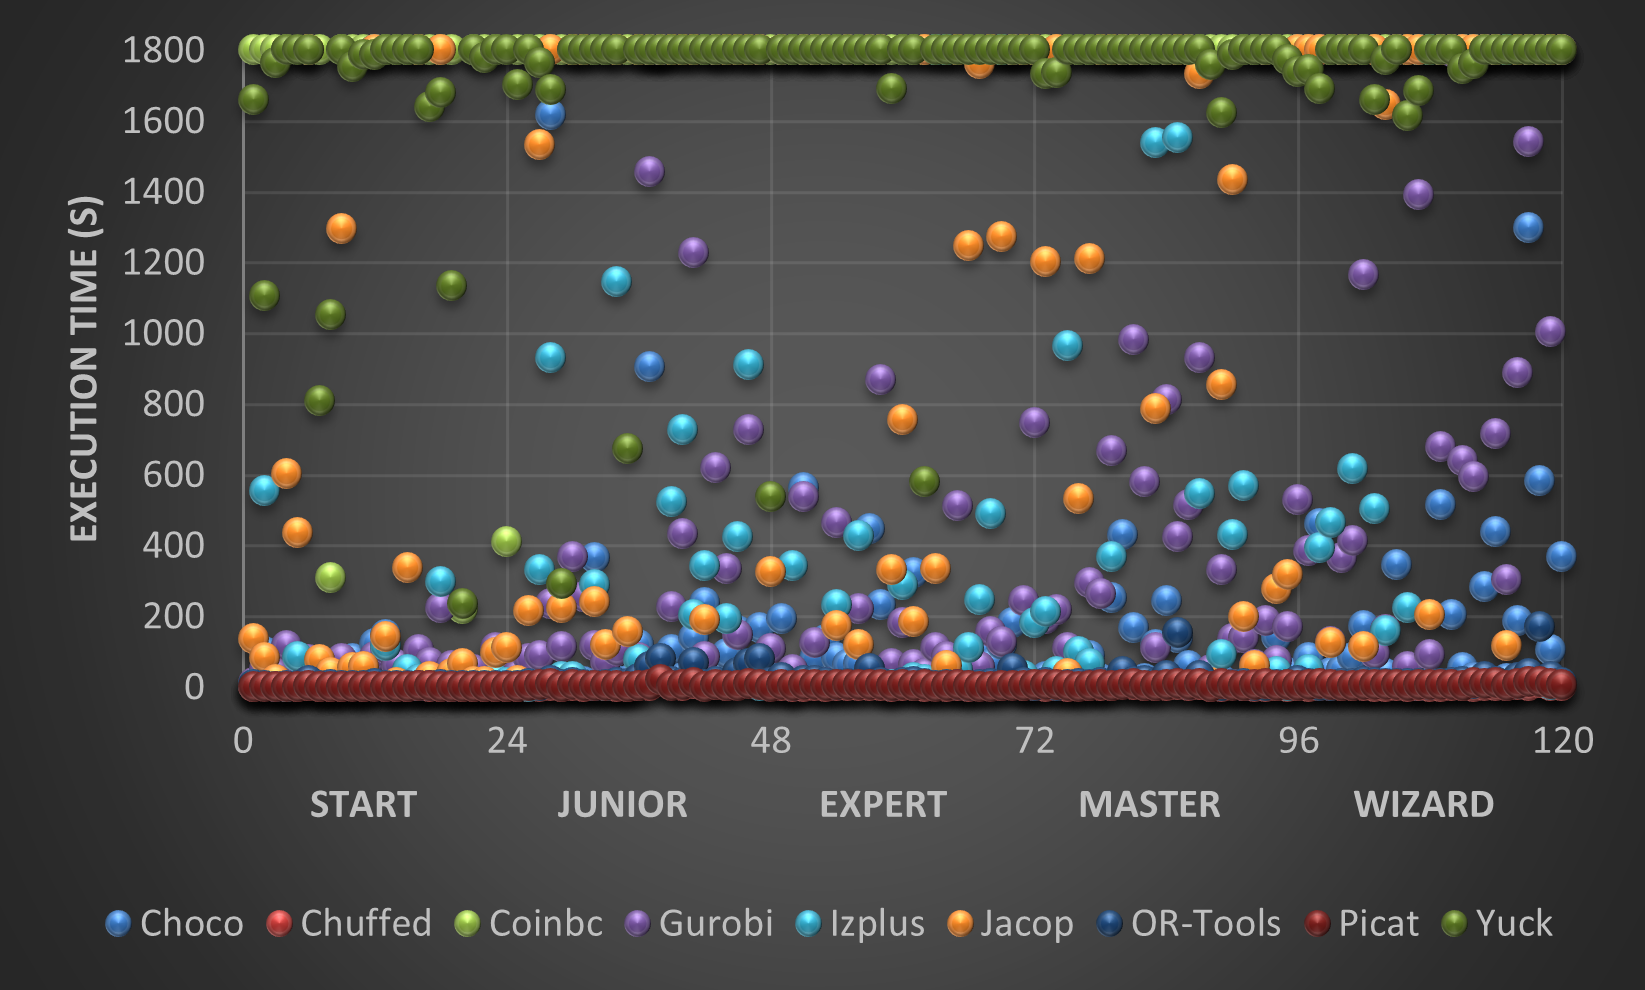 1800
1600
1400
1200
1000
800
600
400
200
0
EXECUTION TIME (S)
0 24 48 72 96 120
START JUNIOR EXPERT MASTER WIZARD
Choco Chuffed Coinbc Gurobi Izplus Jacop OR-Tools Picat Yuck